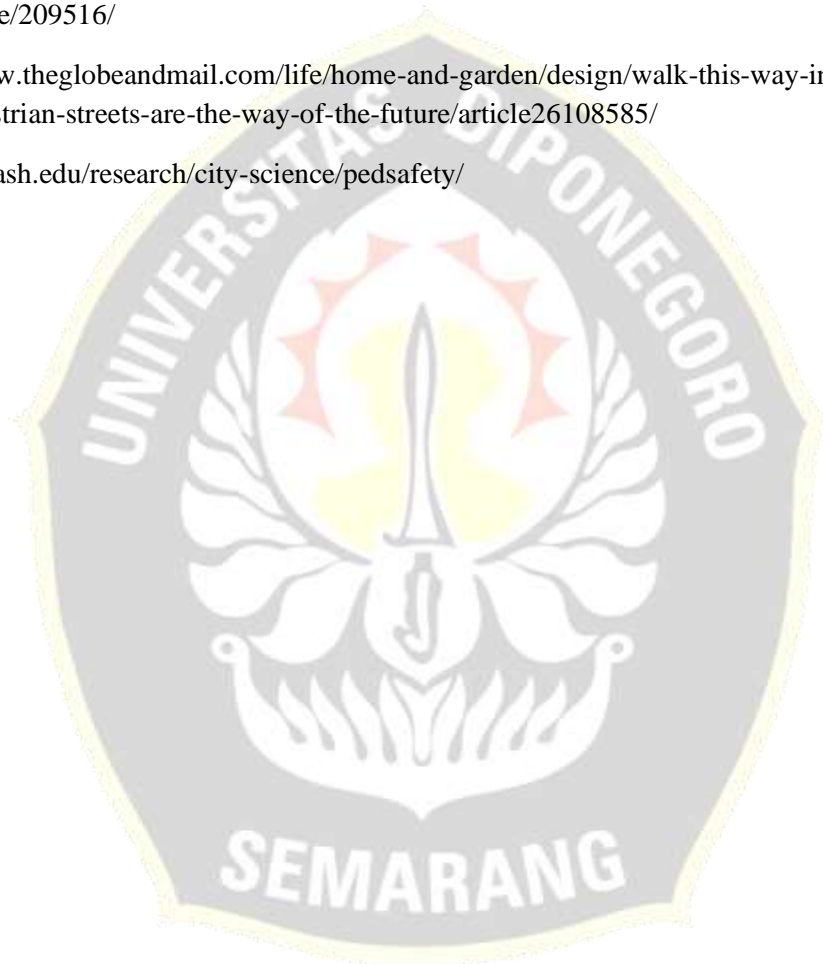 e/209516/
w.theglobeandmail.com/life/home-and-garden/design/walk-this-way-in
strian-streets-are-the-way-of-the-future/article26108585/
ash.edu/research/city-science/pedsafety/
UNIVERSITAS DIPONEGORO
SEMARANG